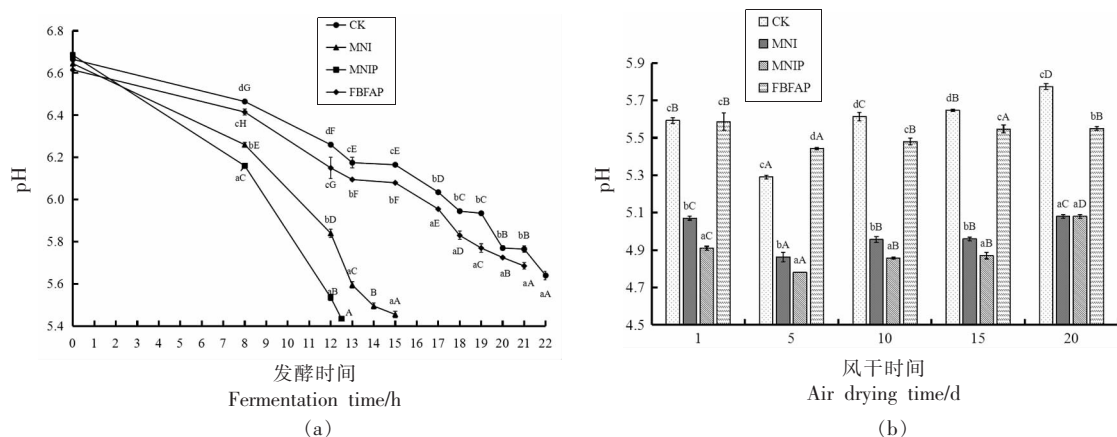 CK
MNI
MNIP
FBFAP
6.8
6.6
6.4
6.2
6.0
5.8
5.6
5.4
pH
dG
cH
bE
aC
dF
cG
bD
aB
cE
bF
aC
A
B
cE
bF
aA
bD
aE
bC
aD
bC
aC
bB
aB
bB
aA
aA
0 1 2 3 4 5 6 7 8 9 10 11 12 13 14 15 16 17 18 19 20 21 22
发酵时间
Fermentation time/h
(a)
CK
MNI
MNIP
FBFAP
5.9
5.7
5.5
5.3
5.1
4.9
4.7
4.5
pH
cB bC aC cB
cA bA aA dA
dC bB aB cB
dB bB aB cA
cD aC aD bB
1 5 10 15 20
风干时间
Air drying time/d
(b)